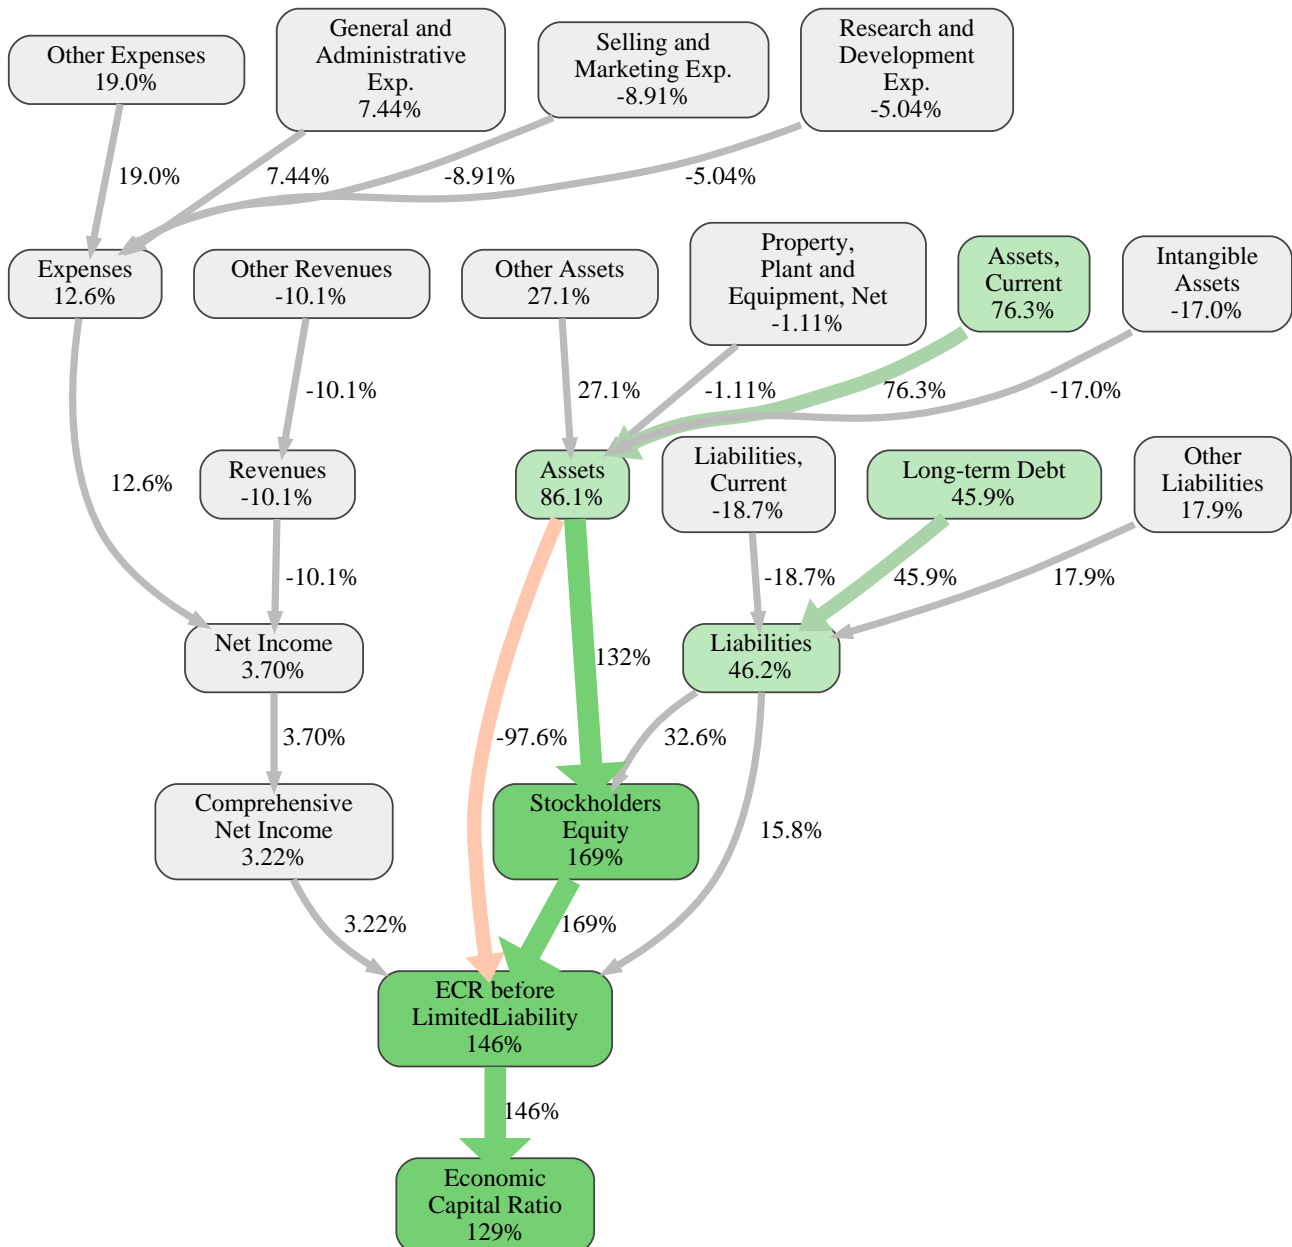 Other Expenses
19.0%
General and
Administrative
Exp.
7.44%
Selling and
Marketing Exp.
-8.91%
Research and
Development
Exp.
-5.04%
19.0%
7.44%
-8.91%
-5.04%
Expenses
12.6%
Other Revenues
-10.1%
Other Assets
27.1%
Property,
Plant and
Equipment, Net
-1.11%
Assets,
Current
76.3%
Intangible
Assets
-17.0%
-10.1%
27.1%
-1.11%
76.3%
-17.0%
12.6%
Revenues
-10.1%
Assets
86.1%
Liabilities,
Current
-18.7%
Long-term Debt
45.9%
Other
Liabilities
17.9%
-10.1%
-18.7%
45.9%
17.9%
Net Income
3.70%
132%
Liabilities
46.2%
3.70%
-97.6%
32.6%
15.8%
Comprehensive
Net Income
3.22%
Stockholders
Equity
169%
3.22%
169%
ECR before
LimitedLiability
146%
146%
Economic
Capital Ratio
129%